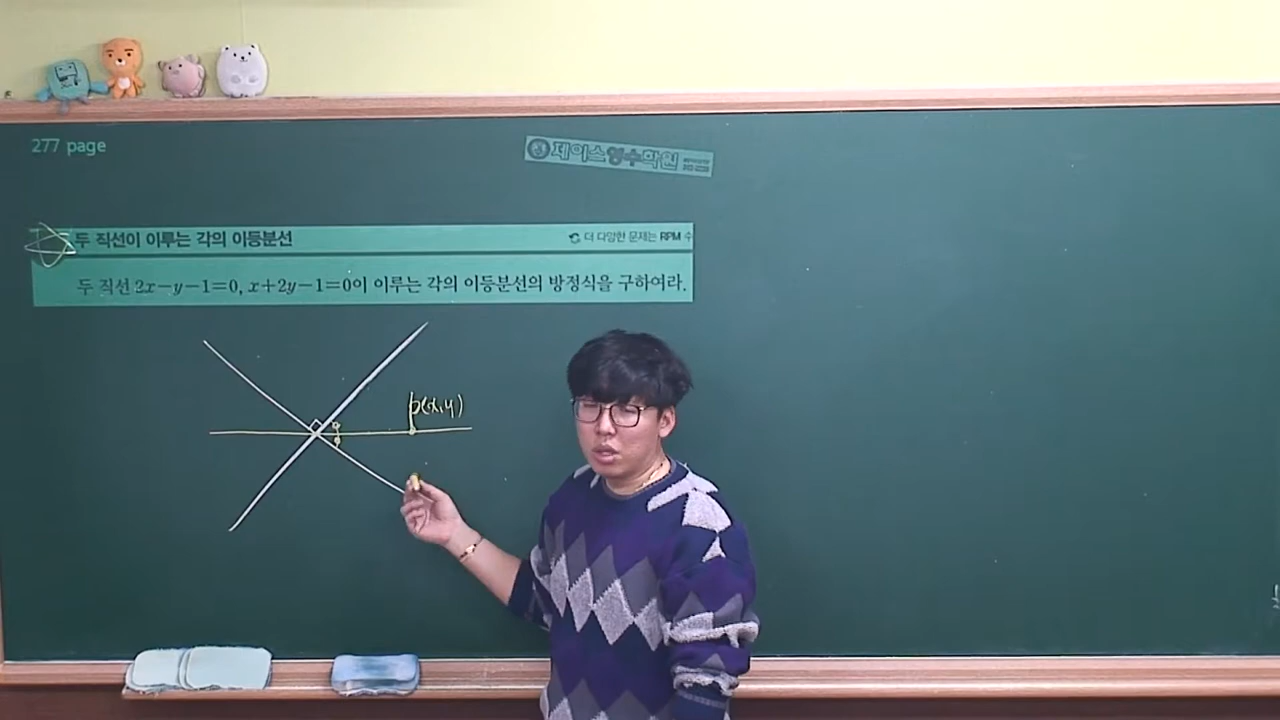 277 page
제이스영수학원
두 직선이 이루는 각의 이등분선
더 다양한 문제는 RPM 수
두 직선 2x-y-1=0, x+2y-1=0이 이루는 각의 이등분선의 방정식을 구하여라.
P(x,y)